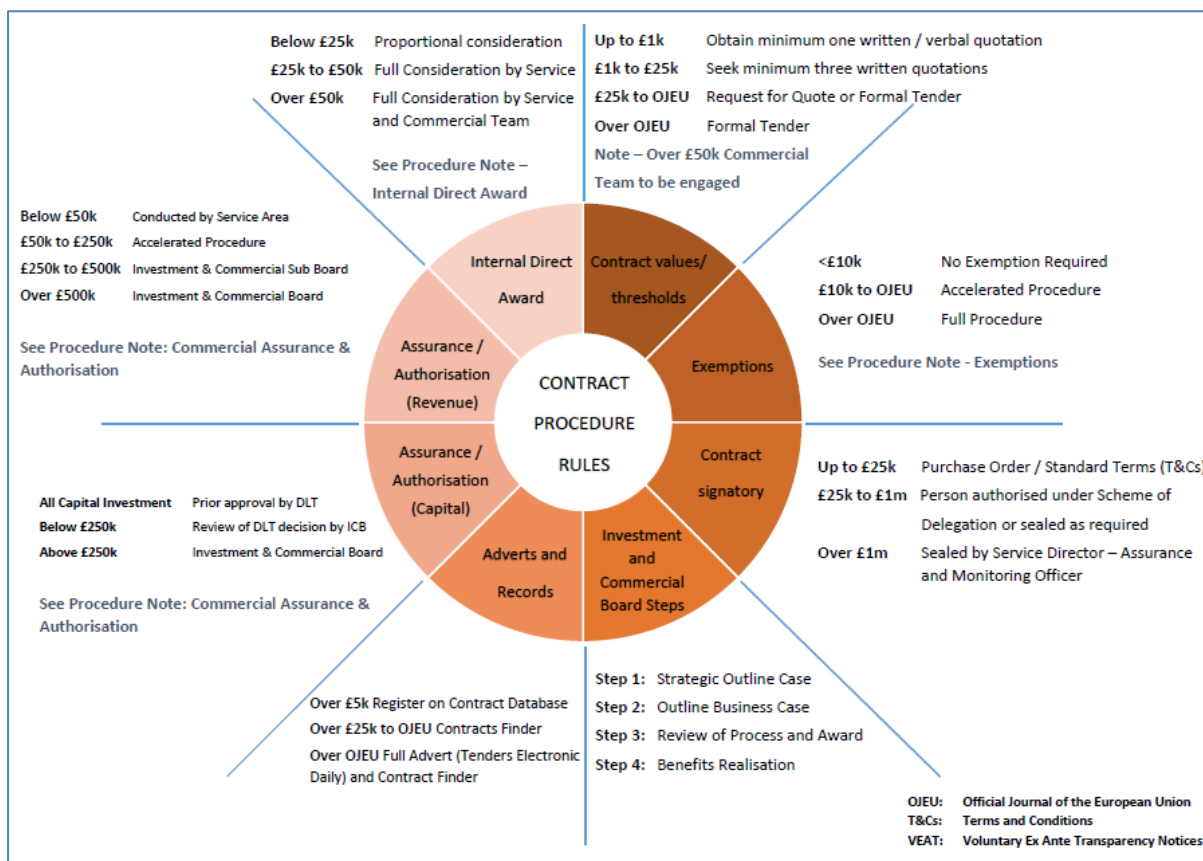 Below £25k Proportional consideration
£25k to £50k Full Consideration by Service
Over £50k Full Consideration by Service
and Commercial Team
See Procedure Note –
Internal Direct Award
Up to £1k Obtain minimum one written / verbal quotation
£1k to £25k Seek minimum three written quotations
£25k to OJEU Request for Quote or Formal Tender
Over OJEU Formal Tender
Note – Over £50k Commercial
Team to be engaged
Below £50k Conducted by Service Area
£50k to £250k Accelerated Procedure
£250k to £500k Investment & Commercial Sub Board
Over £500k Investment & Commercial Board
See Procedure Note: Commercial Assurance &
Authorisation
<£10k No Exemption Required
£10k to OJEU Accelerated Procedure
Over OJEU Full Procedure
See Procedure Note - Exemptions
Internal Direct
Award
Contract values/
thresholds
Assurance /
Authorisation
(Revenue)
Exemptions
CONTRACT
PROCEDURE
RULES
Assurance /
Authorisation
(Capital)
Contract
signatory
Adverts and
Records
Investment
and
Commercial
Board Steps
All Capital Investment Prior approval by DLT
Below £250k Review of DLT decision by ICB
Above £250k Investment & Commercial Board
See Procedure Note: Commercial Assurance &
Authorisation
Up to £25k Purchase Order / Standard Terms (T&Cs)
£25k to £1m Person authorised under Scheme of
Delegation or sealed as required
Over £1m Sealed by Service Director – Assurance
and Monitoring Officer
Over £5k Register on Contract Database
Over £25k to OJEU Contracts Finder
Over OJEU Full Advert (Tenders Electronic
Daily) and Contract Finder
Step 1: Strategic Outline Case
Step 2: Outline Business Case
Step 3: Review of Process and Award
Step 4: Benefits Realisation
OJEU: Official Journal of the European Union
T&Cs: Terms and Conditions
VEAT: Voluntary Ex Ante Transparency Notices